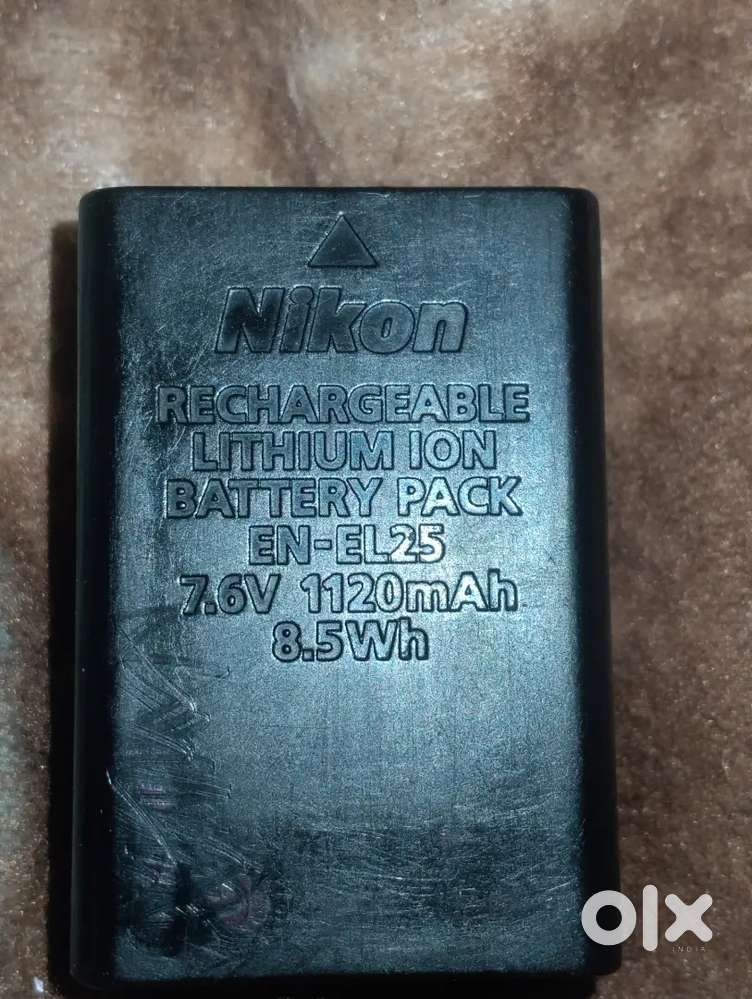 Nikon
RECHARGEABLE
LITHIUM ION
BATTERY PACK
EN-EL25
7.6V 1120mAh
8.5Wh
olx
INDIA